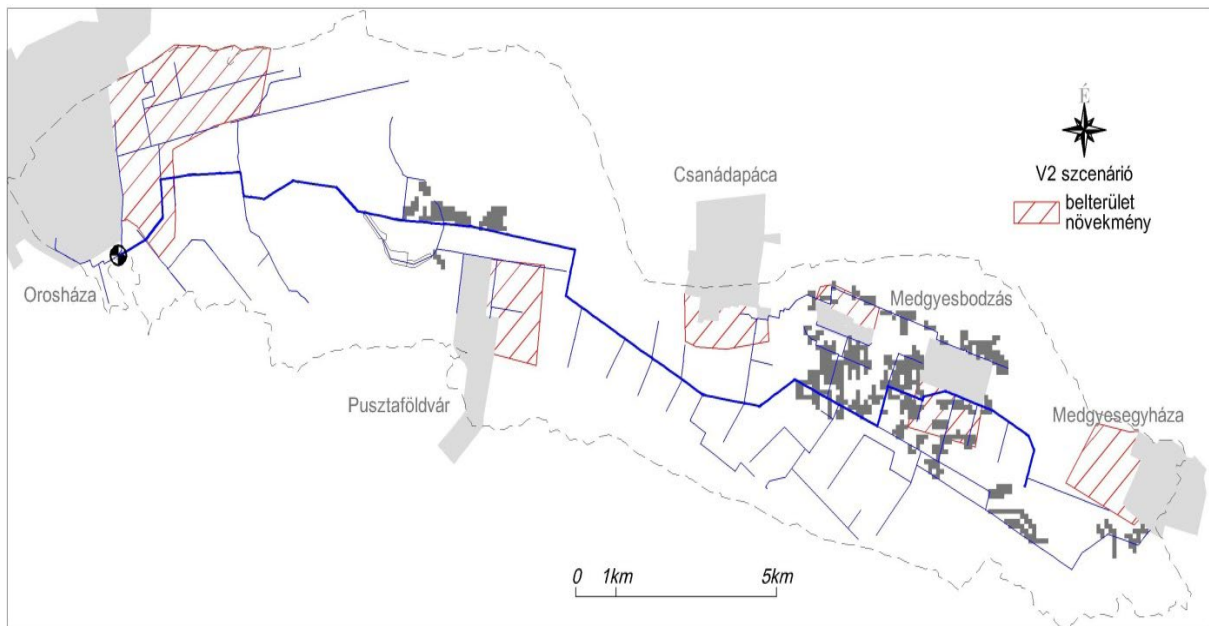 É
V2 szcenárió
belterület
növekmény
Csanádapáca
Orosháza
Medgyesbodzás
Pusztaföldvár
Medgyesegyháza
0 1km 5km